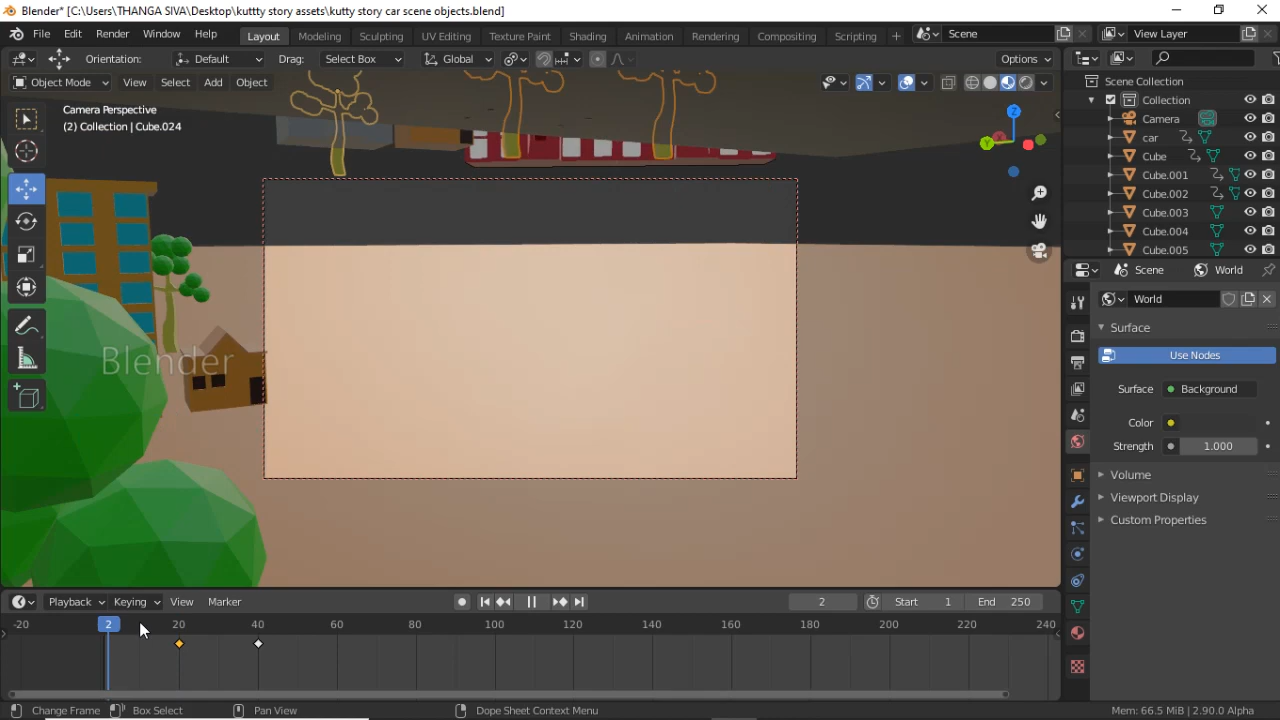 Blender* [C:\Users\THANGA SIVA\Desktop\kuttty story assets\kutty story car scene objects.blend]
File Edit Render Window Help Layout Modeling Sculpting UV Editing Texture Paint Shading Animation Rendering Compositing Scripting + Scene View Layer
Orientation: Default Drag: Select Box Global Options
Object Mode View Select Add Object
Camera Perspective
(2) Collection | Cube.024
Z
Blender
Scene Collection
Collection
Camera
car
Cube
Cube.001
Cube.002
Cube.003
Cube.004
Cube.005
Scene World
World
Surface
Use Nodes
Surface Background
Color
Strength 1.000
Volume
Viewport Display
Custom Properties
Playback Keying View Marker 2 Start 1 End 250
-20 2 20 40 60 80 100 120 140 160 180 200 220 240
Change Frame Box Select Pan View Dope Sheet Context Menu Mem: 66.5 MiB | 2.90.0 Alpha